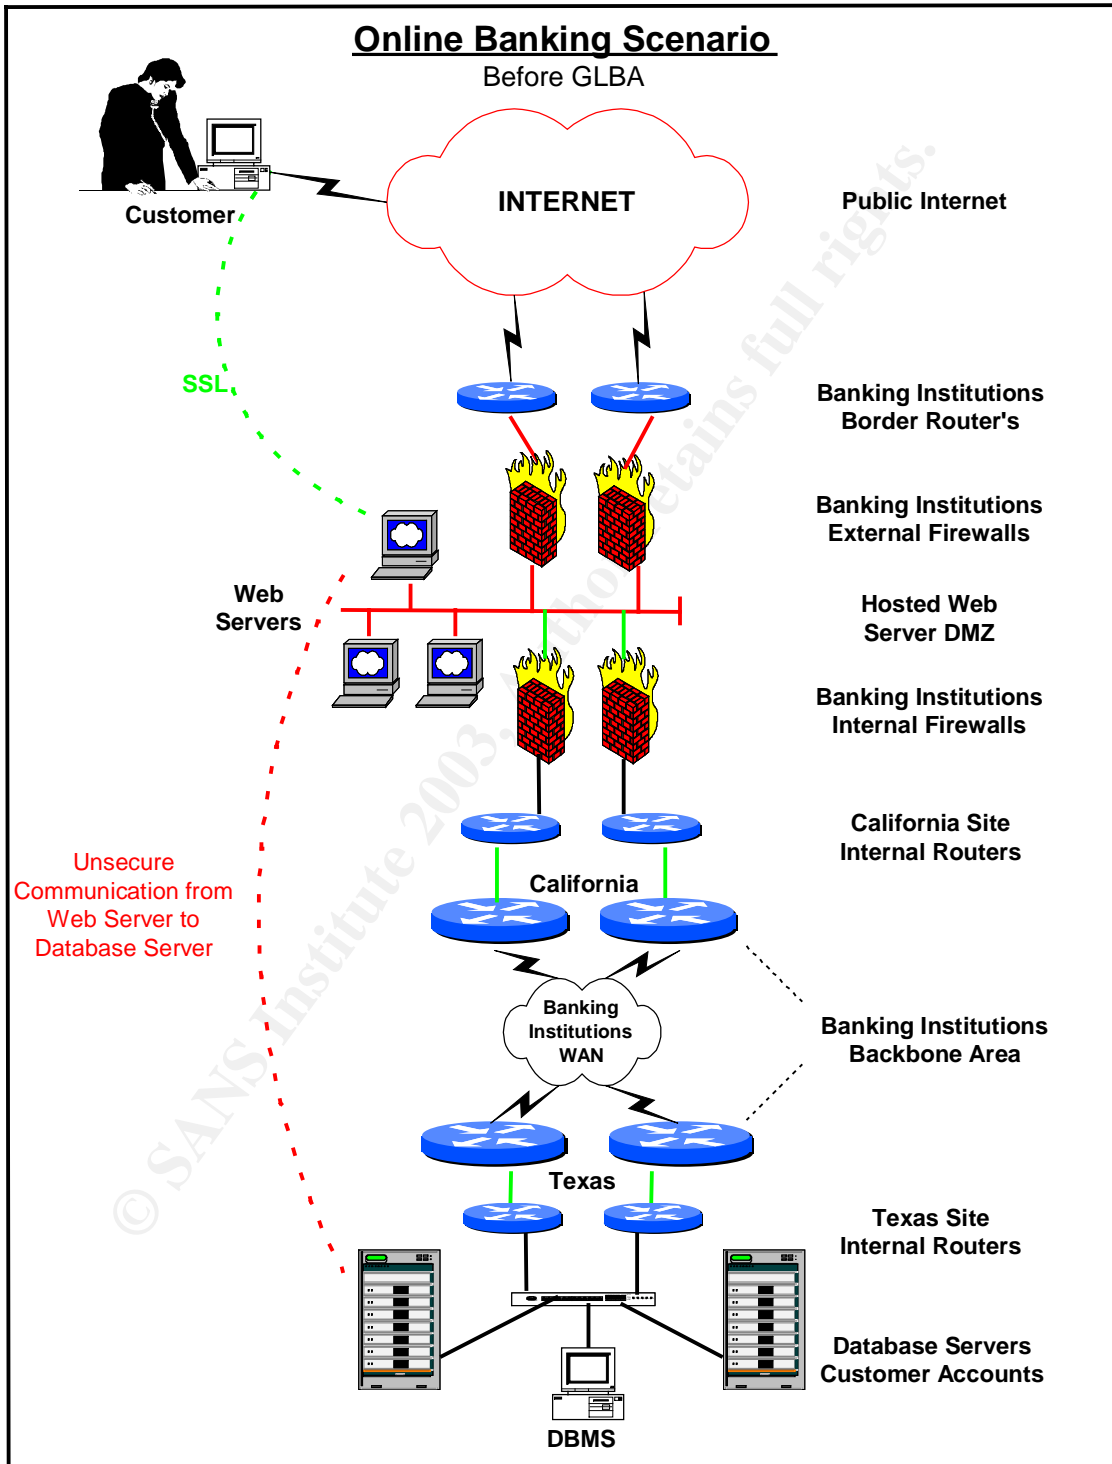 Online Banking Scenario
Before GLBA
INTERNET
Public Internet
Customer
SSL
Banking Institutions
Border Router's
Banking Institutions
External Firewalls
Web
Servers
Hosted Web
Server DMZ
Banking Institutions
Internal Firewalls
California Site
Internal Routers
Unsecure
Communication from
Web Server to
Database Server
California
Banking
Institutions
WAN
Banking Institutions
Backbone Area
Texas
Texas Site
Internal Routers
Database Servers
Customer Accounts
DBMS
© SANS Institute 2003, Author retains full rights.